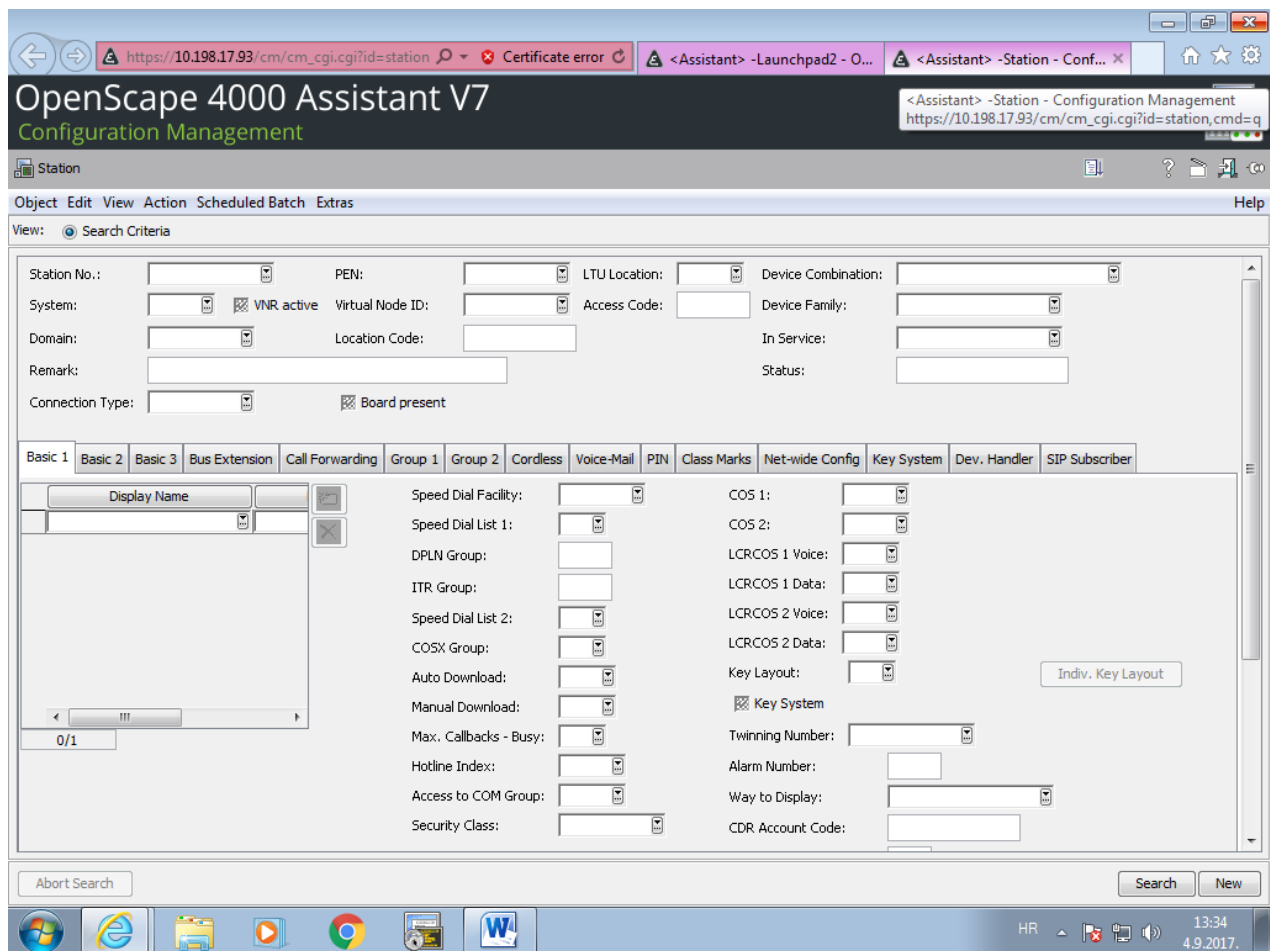 https://10.198.17.93/cm/cm_cgi.cgi?id=station Certificate error <Assistant> -Launchpad2 - O... <Assistant> -Station - Conf...
OpenScape 4000 Assistant V7
Configuration Management
<Assistant> -Station - Configuration Management
https://10.198.17.93/cm/cm_cgi.cgi?id=station,cmd=q
Station
Object Edit View Action Scheduled Batch Extras Help
View: Search Criteria
Station No.: PEN: LTU Location: Device Combination:
System: VNR active Virtual Node ID: Access Code: Device Family:
Domain: Location Code: In Service:
Remark: Status:
Connection Type: Board present
Basic 1 Basic 2 Basic 3 Bus Extension Call Forwarding Group 1 Group 2 Cordless Voice-Mail PIN Class Marks Net-wide Config Key System Dev. Handler SIP Subscriber
Display Name Speed Dial Facility: COS 1:
Speed Dial List 1: COS 2:
DPLN Group: LCRCOS 1 Voice:
ITR Group: LCRCOS 1 Data:
Speed Dial List 2: LCRCOS 2 Voice:
COSX Group: LCRCOS 2 Data:
Auto Download: Key Layout: Indiv. Key Layout
Manual Download: Key System
0/1 Max. Callbacks - Busy: Twinning Number:
Hotline Index: Alarm Number:
Access to COM Group: Way to Display:
Security Class: CDR Account Code:
Abort Search Search New
HR 13:34
4.9.2017.